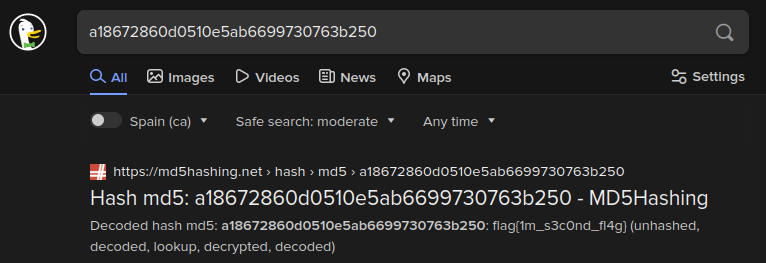 a18672860d0510e5ab6699730763b250
All Images Videos News Maps Settings
Spain (ca) Safe search: moderate Any time
https://md5hashing.net › hash › md5 › a18672860d0510e5ab6699730763b250
Hash md5: a18672860d0510e5ab6699730763b250 - MD5Hashing
Decoded hash md5: a18672860d0510e5ab6699730763b250: flag{1m_s3c0nd_fl4g} (unhashed,
decoded, lookup, decrypted, decoded)